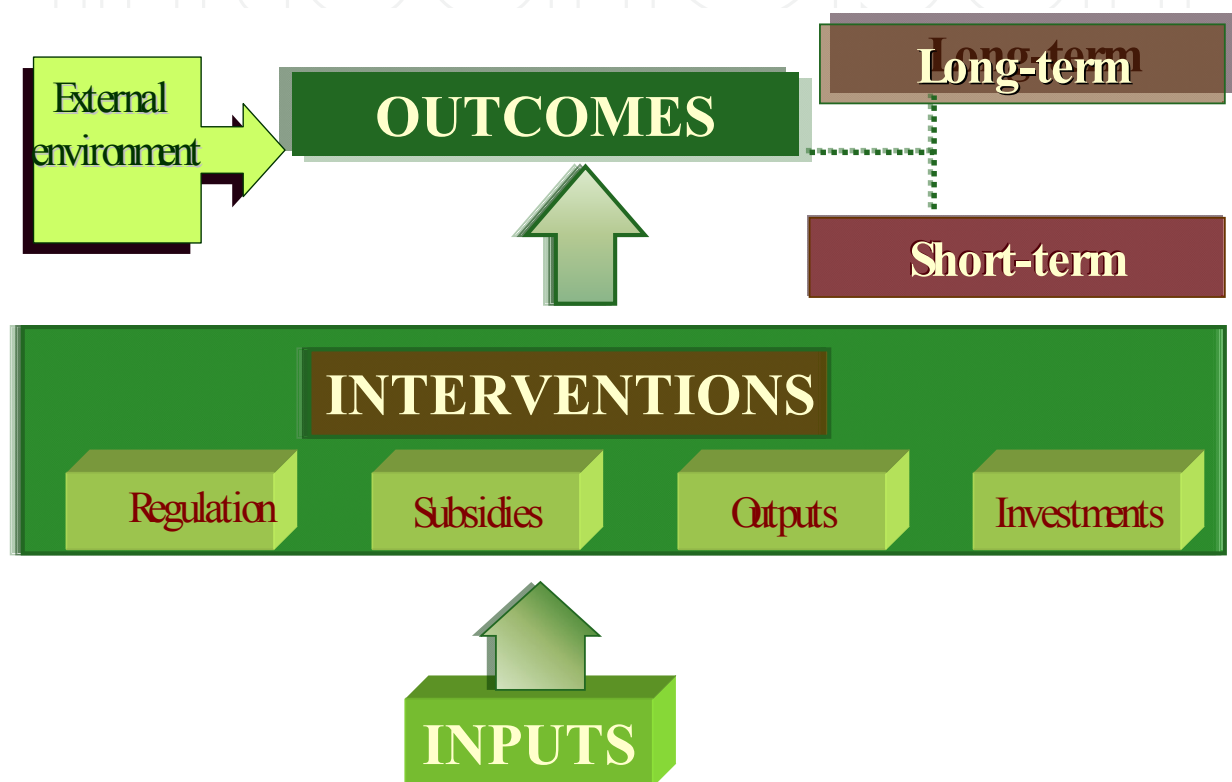 External
environment
OUTCOMES
Long-term
Short-term
INTERVENTIONS
Regulation
Subsidies
Outputs
Investments
INPUTS